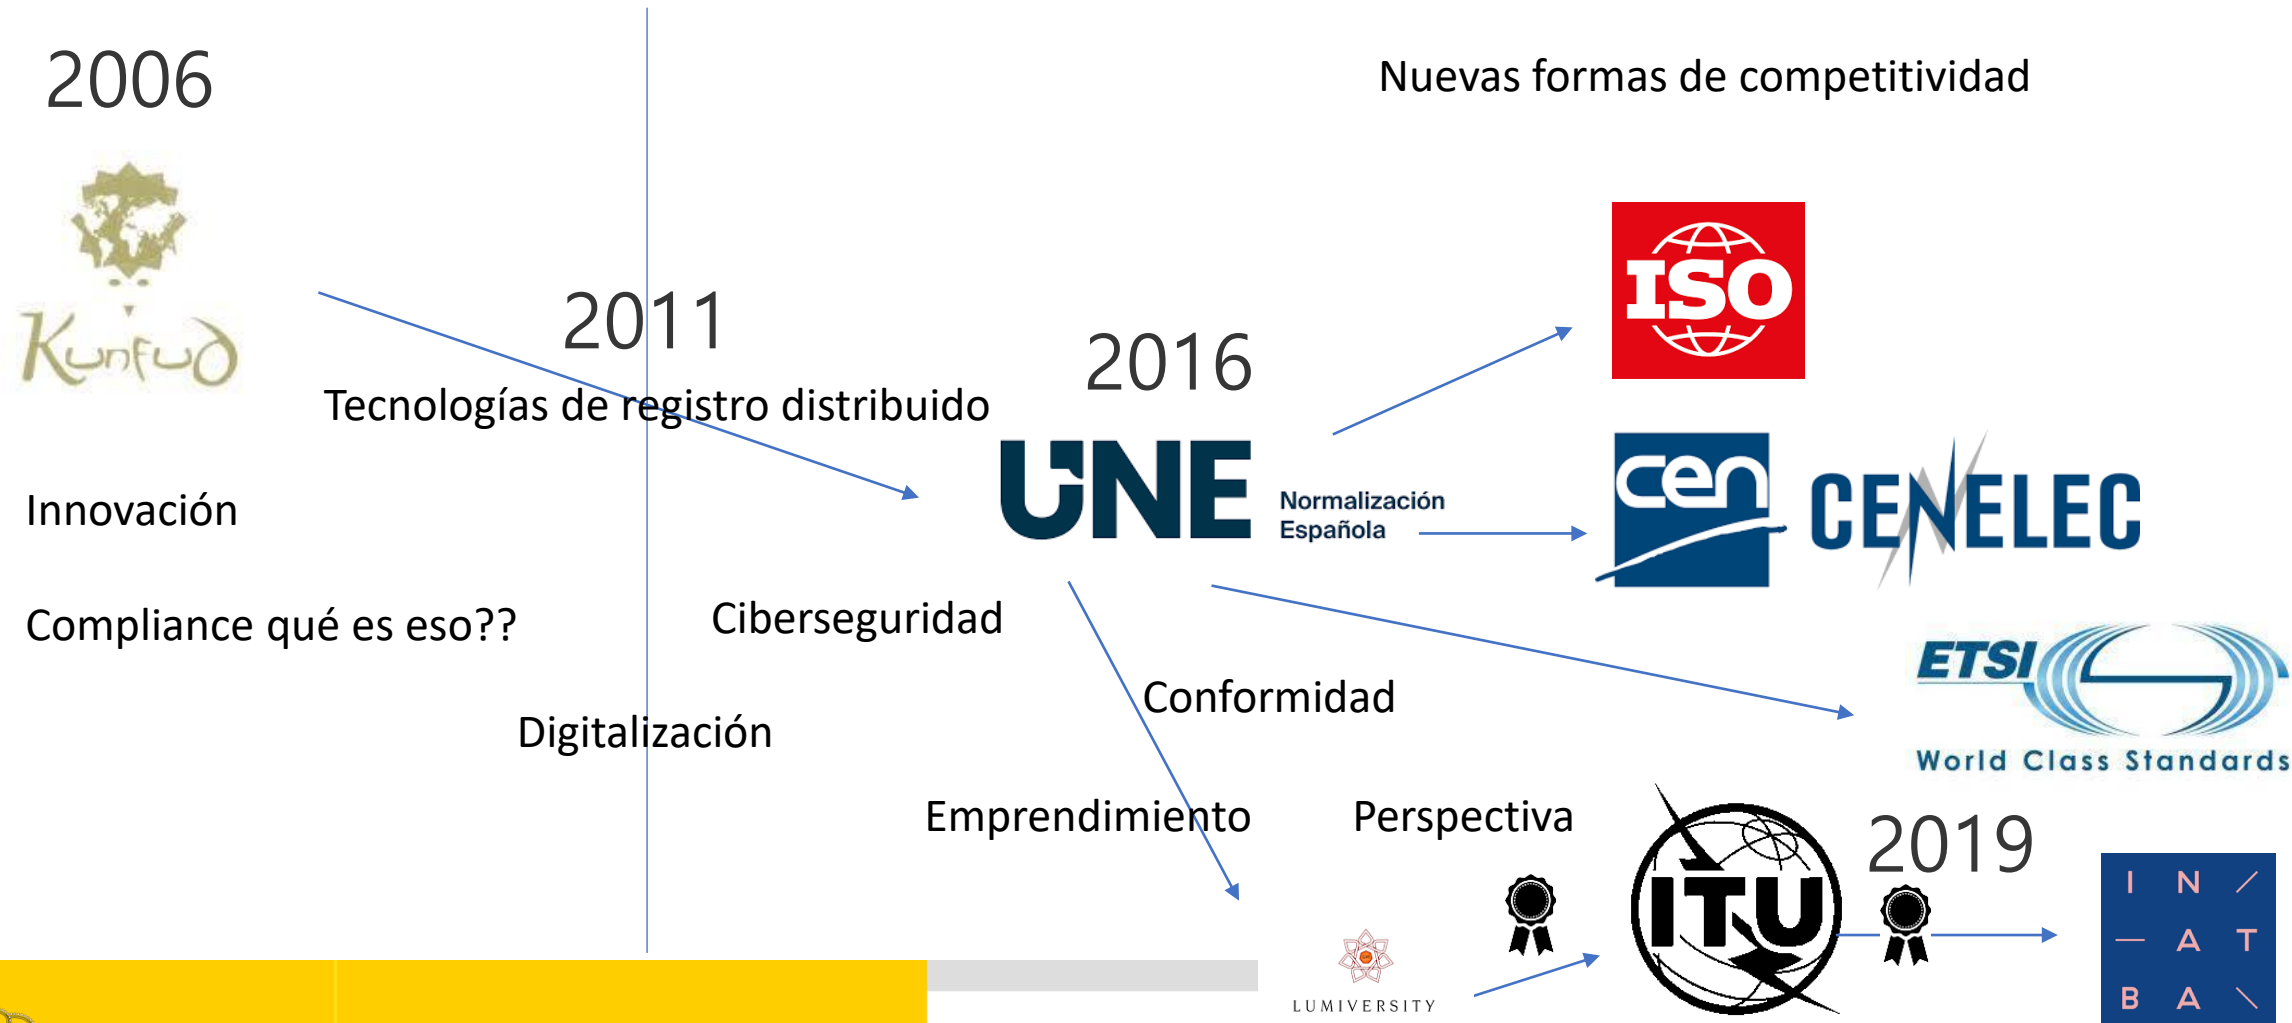 2006
Nuevas formas de competitividad
Kunfud
2011
ISO
2016
Tecnologías de registro distribuido
UNE
Normalización
Española
cen
CENELEC
Innovación
Compliance qué es eso??
Ciberseguridad
ETSI
World Class Standards
Conformidad
Digitalización
Emprendimiento
Perspectiva
2019
ITU
LUMIVERSITY
I N
A T
B A